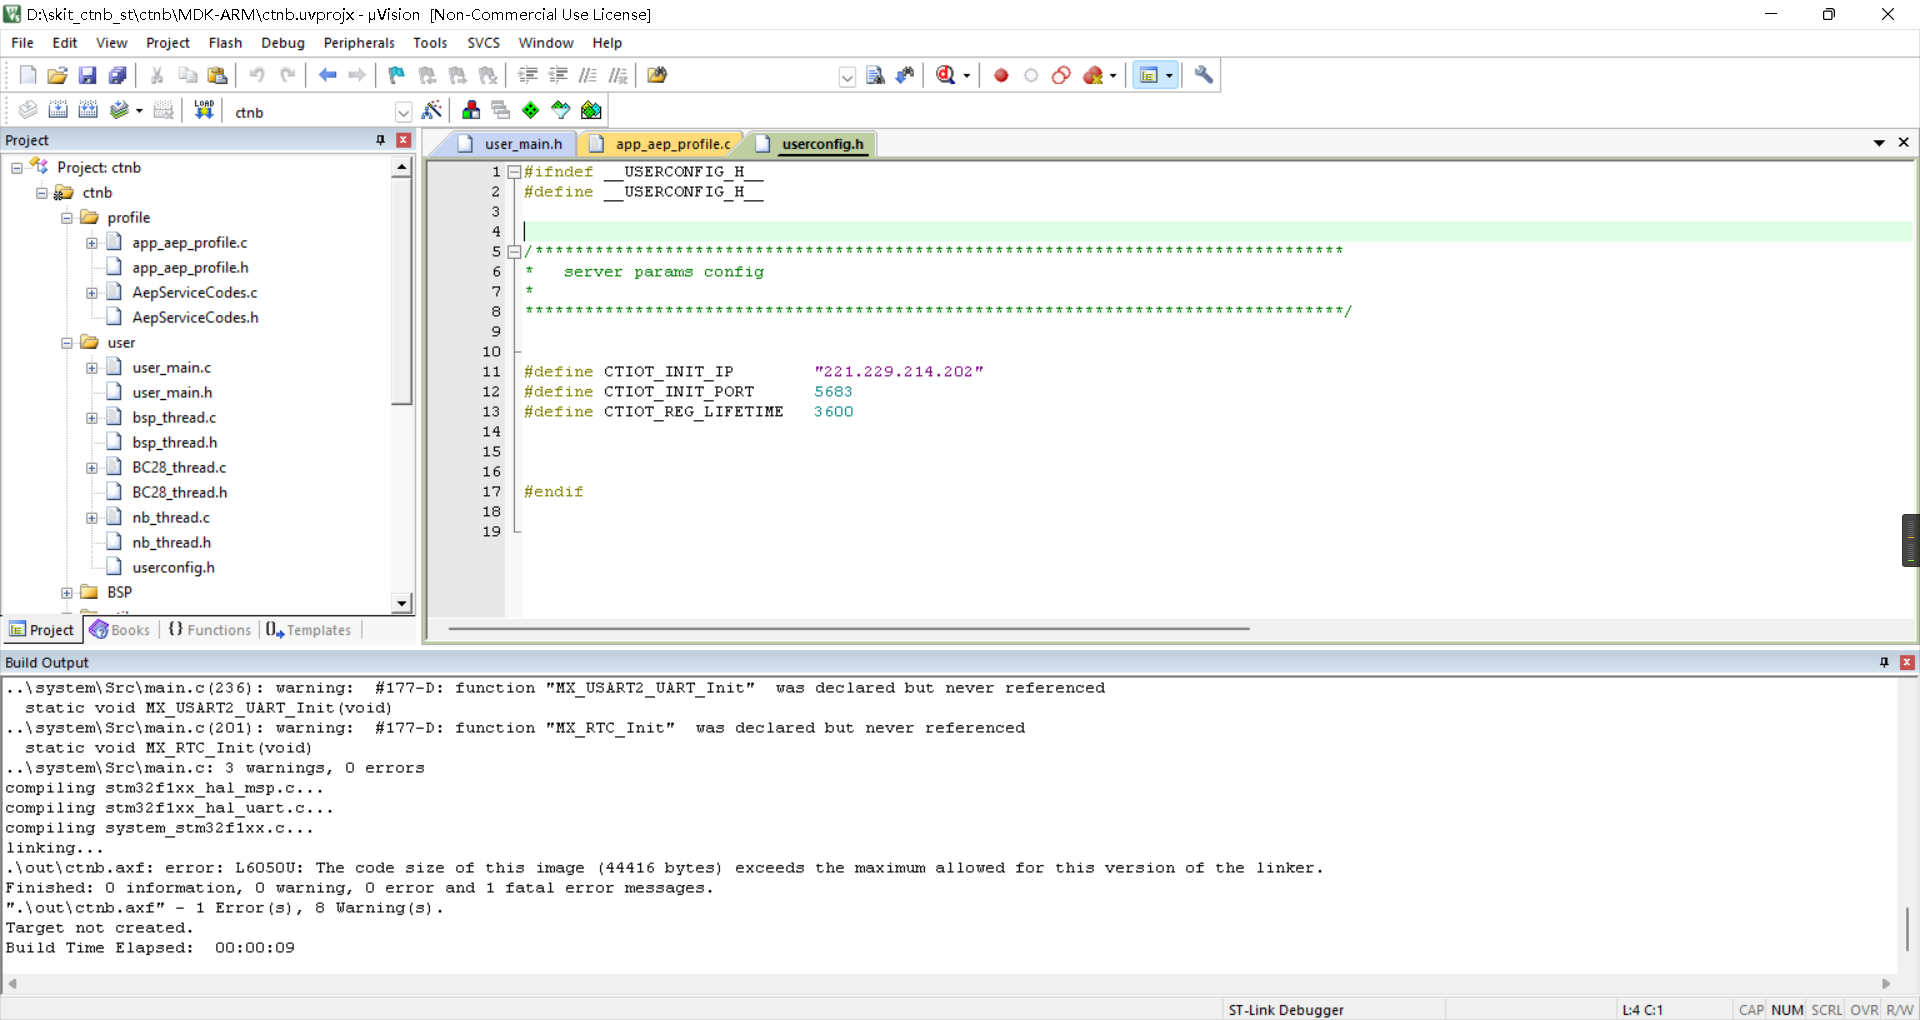 D:\skit_ctnb_st\ctnb\MDK-ARM\ctnb.uvprojx - µVision  [Non-Commercial Use License]
File Edit View Project Flash Debug Peripherals Tools SVCS Window Help
LOAD
ctnb
Project
Project: ctnb
ctnb
profile
app_aep_profile.c
app_aep_profile.h
AepServiceCodes.c
AepServiceCodes.h
user
user_main.c
user_main.h
bsp_thread.c
bsp_thread.h
BC28_thread.c
BC28_thread.h
nb_thread.c
nb_thread.h
userconfig.h
BSP
Project Books {} Functions Templates
user_main.h app_aep_profile.c userconfig.h
1 #ifndef __USERCONFIG_H__
2 #define __USERCONFIG_H__
3
4
5 /*********************************************************************************
6 *   server params config
7 *
8 **********************************************************************************/
9
10
11 #define CTIOT_INIT_IP        "221.229.214.202"
12 #define CTIOT_INIT_PORT      5683
13 #define CTIOT_REG_LIFETIME   3600
14
15
16
17 #endif
18
19
Build Output
..\system\Src\main.c(236): warning:  #177-D: function "MX_USART2_UART_Init"  was declared but never referenced
  static void MX_USART2_UART_Init(void)
..\system\Src\main.c(201): warning:  #177-D: function "MX_RTC_Init"  was declared but never referenced
  static void MX_RTC_Init(void)
..\system\Src\main.c: 3 warnings, 0 errors
compiling stm32f1xx_hal_msp.c...
compiling stm32f1xx_hal_uart.c...
compiling system_stm32f1xx.c...
linking...
.\out\ctnb.axf: error: L6050U: The code size of this image (44416 bytes) exceeds the maximum allowed for this version of the linker.
Finished: 0 information, 0 warning, 0 error and 1 fatal error messages.
".\out\ctnb.axf" - 1 Error(s), 8 Warning(s).
Target not created.
Build Time Elapsed:  00:00:09
ST-Link Debugger L:4 C:1 CAP NUM SCRL OVR R/W